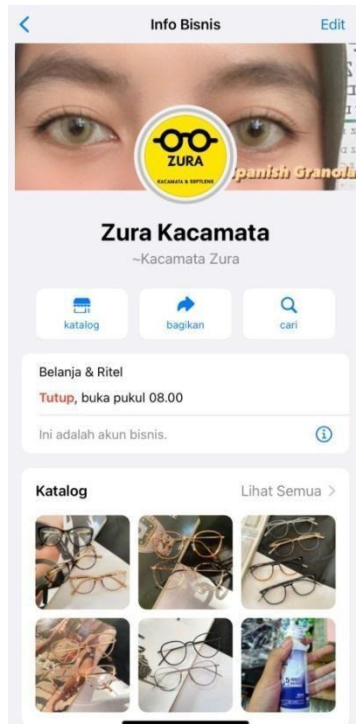 Info Bisnis
Edit
ZURA
KACAMATA & SOFTLENS
panish Granola
Zura Kacamata
~Kacamata Zura
katalog
bagikan
cari
Belanja & Ritel
Tutup, buka pukul 08.00
Ini adalah akun bisnis.
Katalog
Lihat Semua >